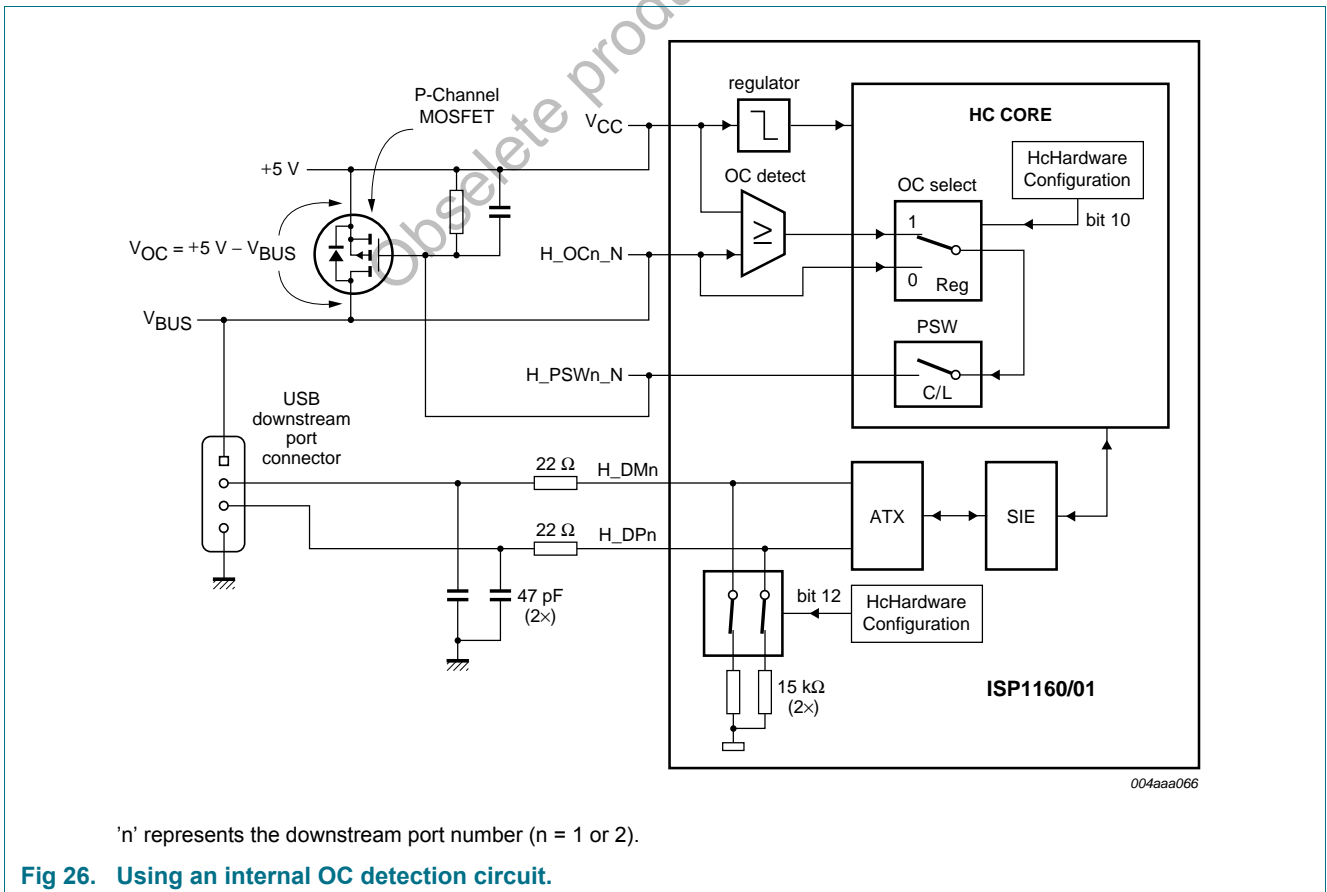 Obsolete produ
P-Channel
MOSFET
VCC
regulator
HC CORE
HcHardware
Configuration
bit 10
+5 V
OC detect
OC select
1
0
Reg
≥
VOC = +5 V − VBUS
H_OCn_N
VBUS
PSW
C/L
H_PSWn_N
USB
downstream
port
connector
22 Ω
H_DMn
22 Ω
H_DPn
ATX
SIE
47 pF
(2×)
bit 12
HcHardware
Configuration
15 kΩ
(2×)
ISP1160/01
004aaa066
'n' represents the downstream port number (n = 1 or 2).
Fig 26. Using an internal OC detection circuit.